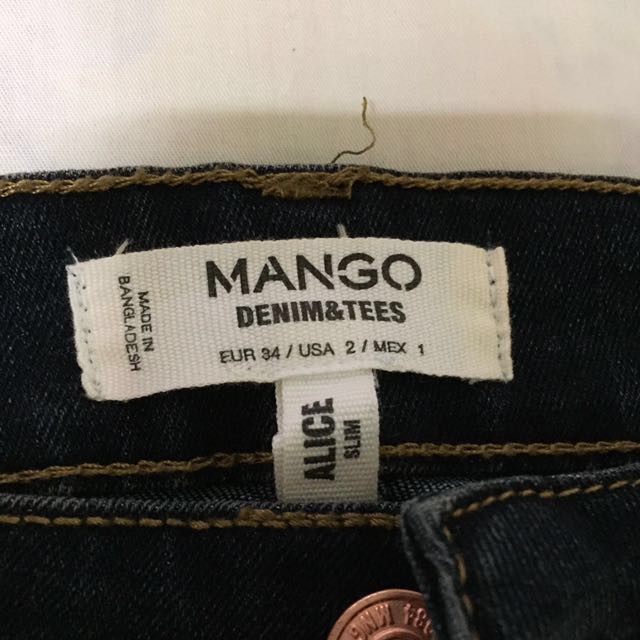 MANGO
DENIM&TEES
EUR 34 / USA 2 / MEX 1
MADE IN
BANGLADESH
ALICE
SLIM